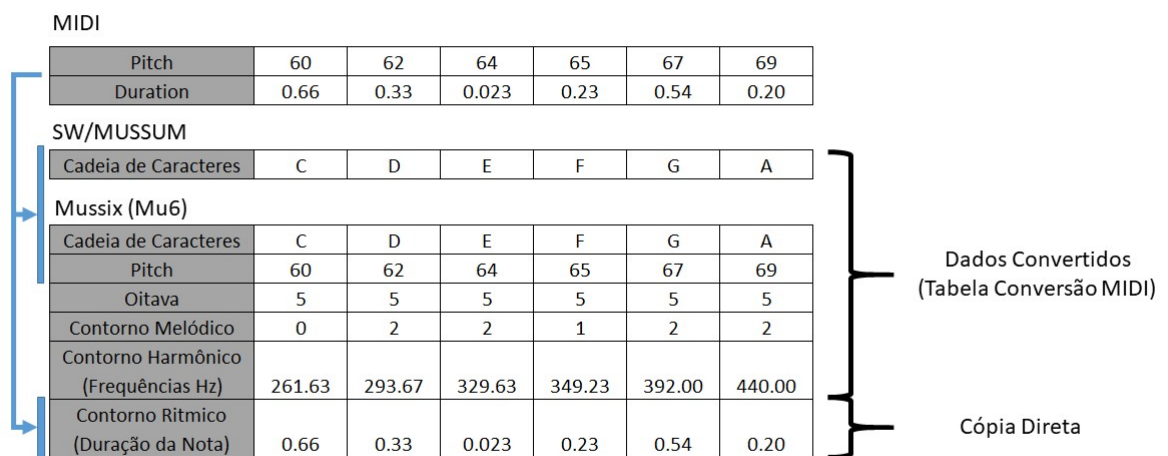 MIDI
Pitch 60 62 64 65 67 69
Duration 0.66 0.33 0.023 0.23 0.54 0.20
SW/MUSSUM
Cadeia de Caracteres C D E F G A
Mussix (Mu6)
Cadeia de Caracteres C D E F G A
Pitch 60 62 64 65 67 69
Oitava 5 5 5 5 5 5
Contorno Melódico 0 2 2 1 2 2
Contorno Harmônico
(Frequências Hz) 261.63 293.67 329.63 349.23 392.00 440.00
Contorno Ritmico
(Duração da Nota) 0.66 0.33 0.023 0.23 0.54 0.20
Dados Convertidos
(Tabela Conversão MIDI)
Cópia Direta